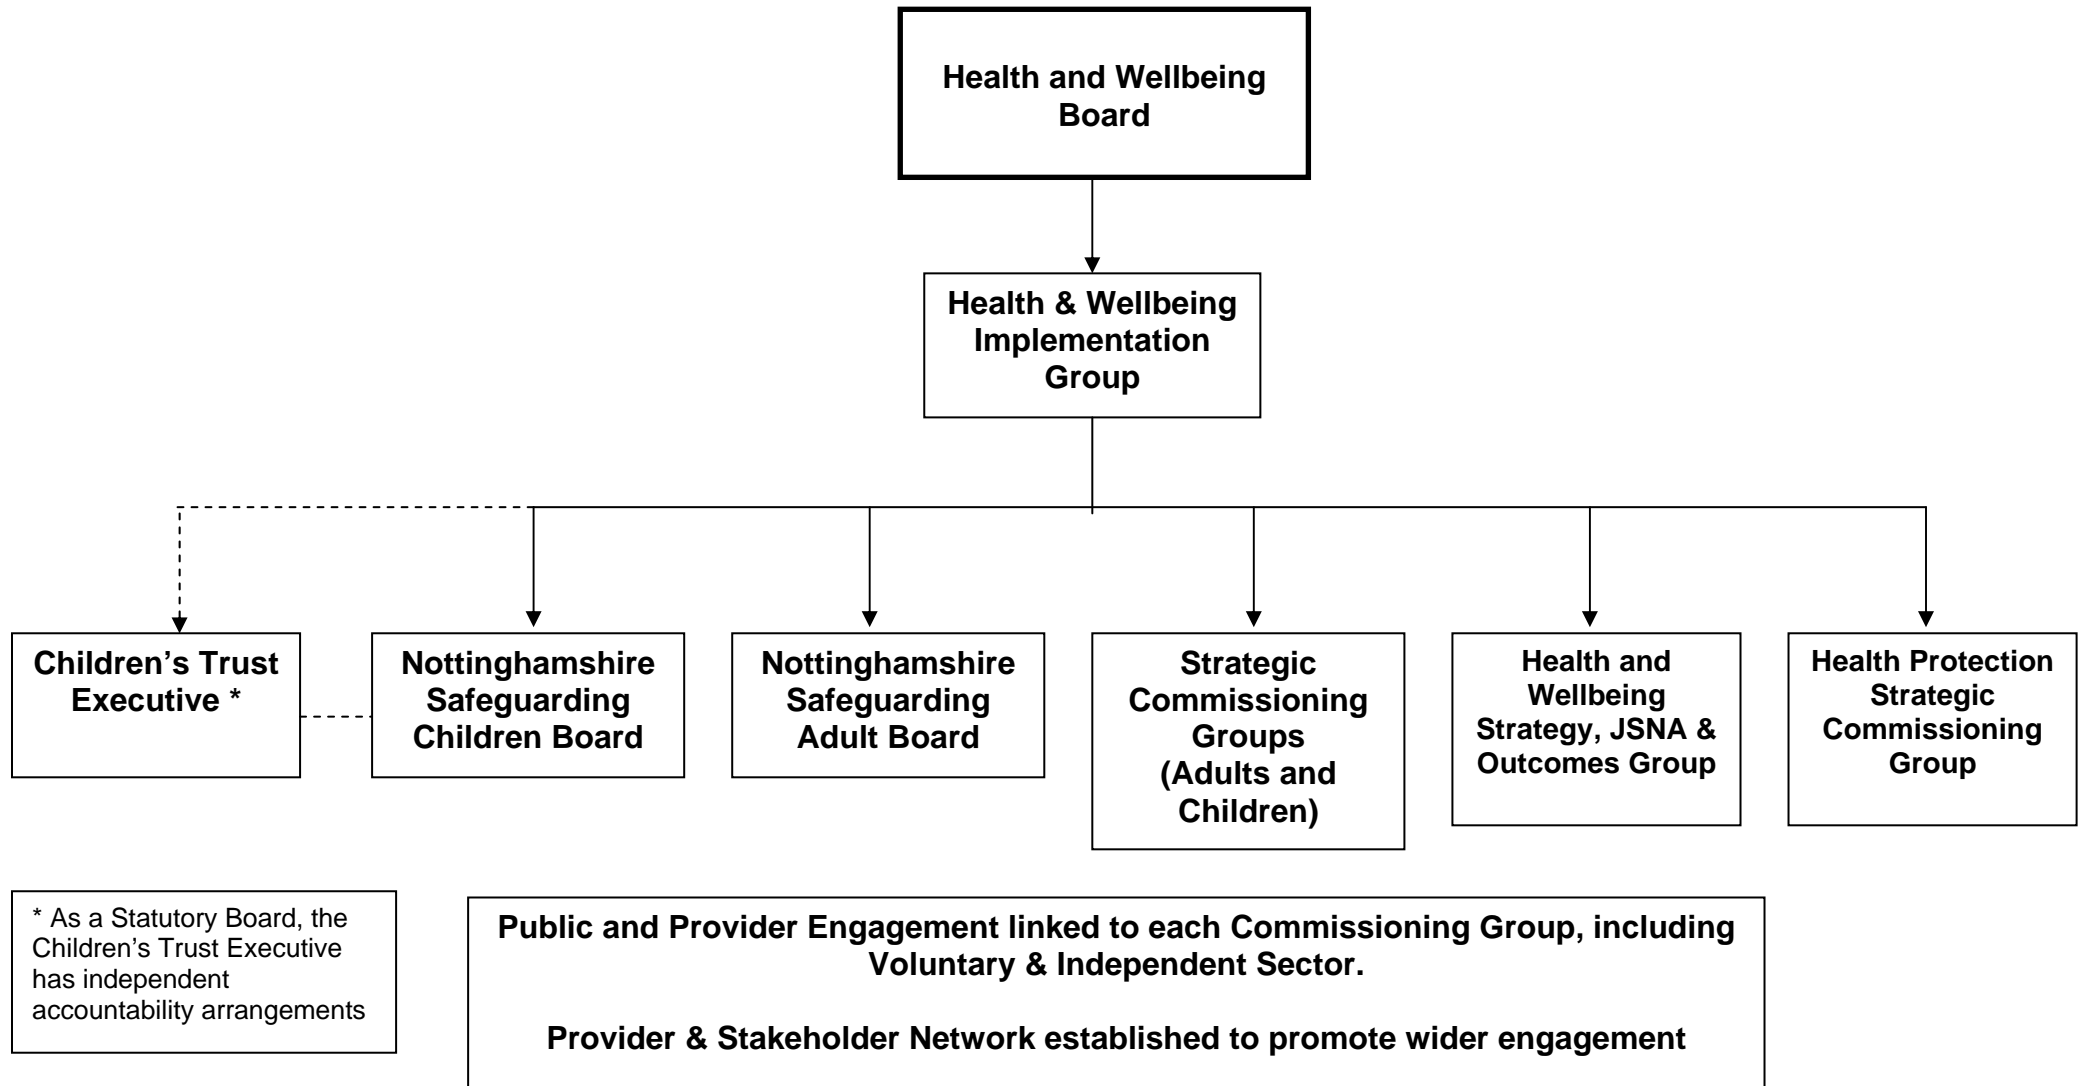 Health and Wellbeing
Board
Health & Wellbeing
Implementation
Group
Children’s Trust
Executive *
Nottinghamshire
Safeguarding
Children Board
Nottinghamshire
Safeguarding
Adult Board
Strategic
Commissioning
Groups
(Adults and
Children)
Health and
Wellbeing
Strategy, JSNA &
Outcomes Group
Health Protection
Strategic
Commissioning
Group
* As a Statutory Board, the
Children’s Trust Executive
has independent
accountability arrangements
Public and Provider Engagement linked to each Commissioning Group, including
Voluntary & Independent Sector.
Provider & Stakeholder Network established to promote wider engagement